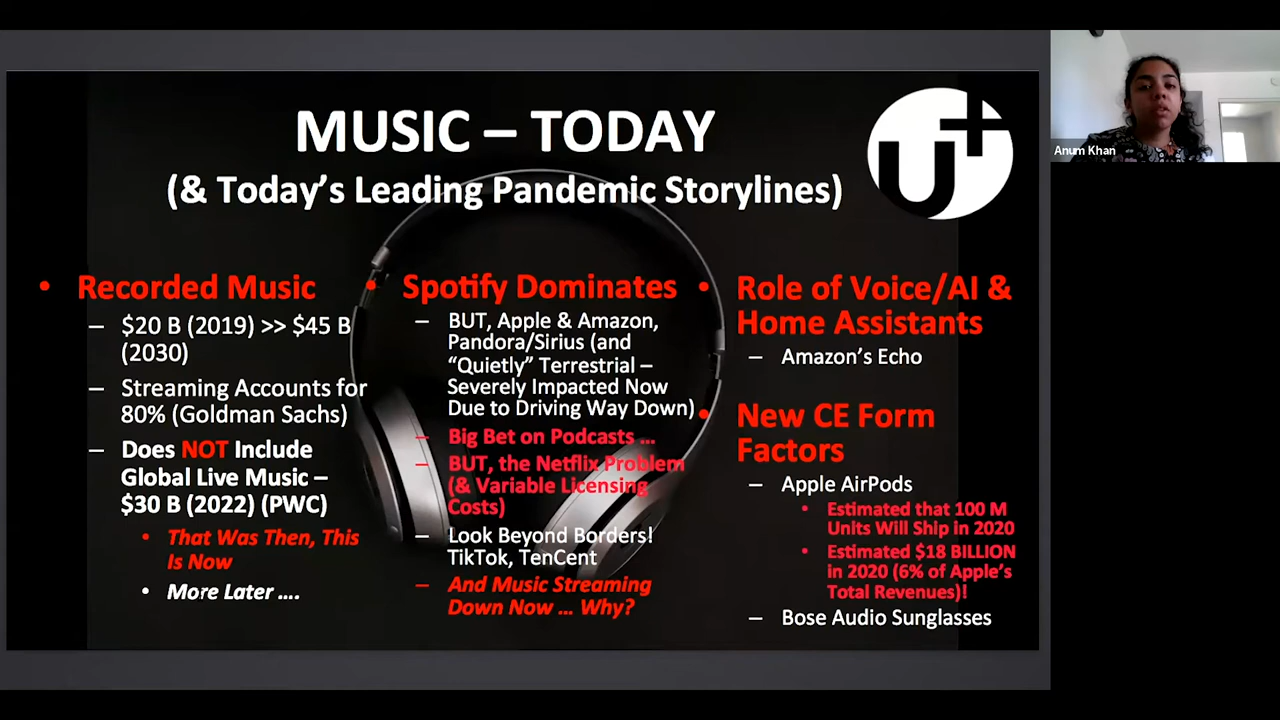 MUSIC – TODAY
(& Today's Leading Pandemic Storylines)
U+
• Recorded Music
– $20 B (2019) >> $45 B
(2030)
– Streaming Accounts for
80% (Goldman Sachs)
– Does NOT Include
Global Live Music –
$30 B (2022) (PWC)
• That Was Then, This
Is Now
• More Later ….
• Spotify Dominates
– BUT, Apple & Amazon,
Pandora/Sirius (and
“Quietly” Terrestrial –
Severely Impacted Now
Due to Driving Way Down)
– Big Bet on Podcasts …
– BUT, the Netflix Problem
(& Variable Licensing
Costs)
– Look Beyond Borders!
TikTok, TenCent
– And Music Streaming
Down Now … Why?
• Role of Voice/AI &
Home Assistants
– Amazon's Echo
• New CE Form
Factors
– Apple AirPods
• Estimated that 100 M
Units Will Ship in 2020
• Estimated $18 BILLION
in 2020 (6% of Apple's
Total Revenues)!
– Bose Audio Sunglasses
Anum Khan